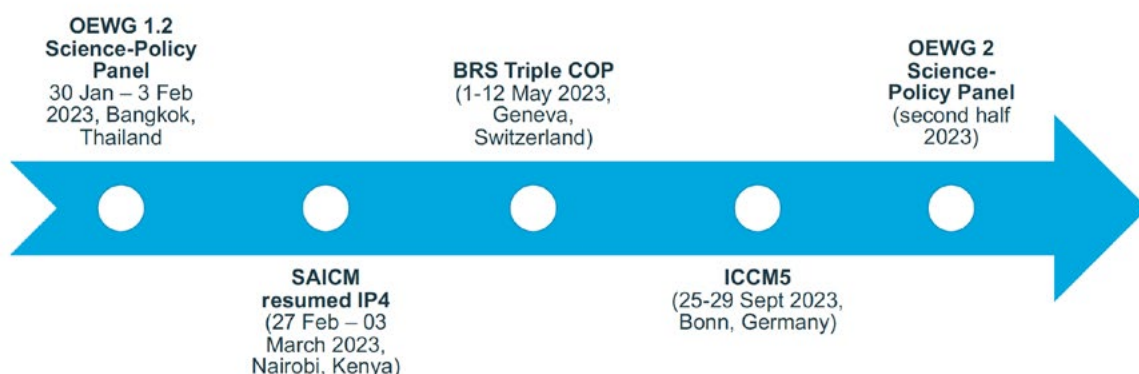 OEWG 1.2
Science-Policy
Panel
30 Jan – 3 Feb
2023, Bangkok,
Thailand
SAICM
resumed IP4
(27 Feb – 03
March 2023,
Nairobi, Kenya)
BRS Triple COP
(1-12 May 2023,
Geneva,
Switzerland)
ICCM5
(25-29 Sept 2023,
Bonn, Germany)
OEWG 2
Science-
Policy Panel
(second half
2023)